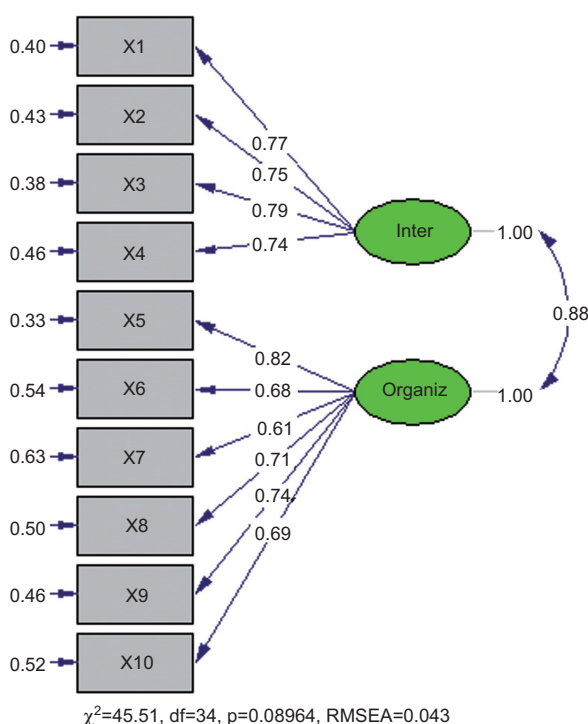 0.40 X1
0.77
0.43 X2
0.75
0.38 X3
0.79
Inter 1.00
0.46 X4
0.74
0.33 X5
0.88
0.82
0.54 X6
0.68
Organiz 1.00
0.61
0.63 X7
0.71
0.74
0.50 X8
0.69
0.46 X9
0.52 X10
χ²=45.51, df=34, p=0.08964, RMSEA=0.043